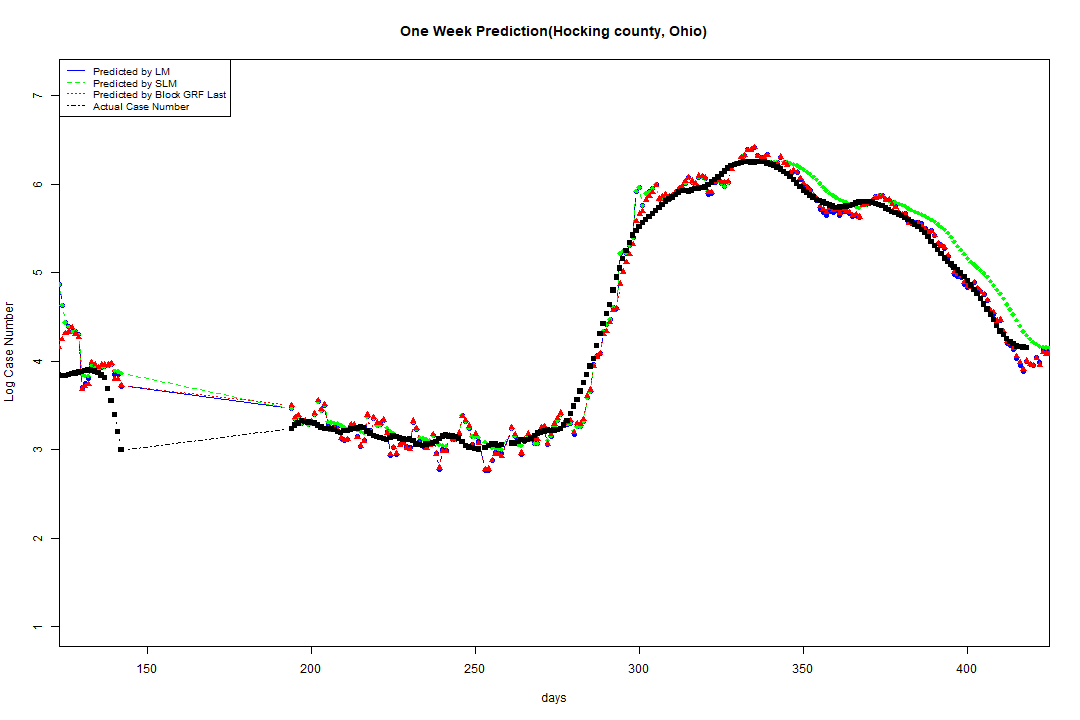 One Week Prediction(Hocking county, Ohio)
Predicted by LM
Predicted by SLM
Predicted by Block GRF Last
Actual Case Number
7
6
5
4
3
2
1
Log Case Number
150
200
250
300
350
400
days